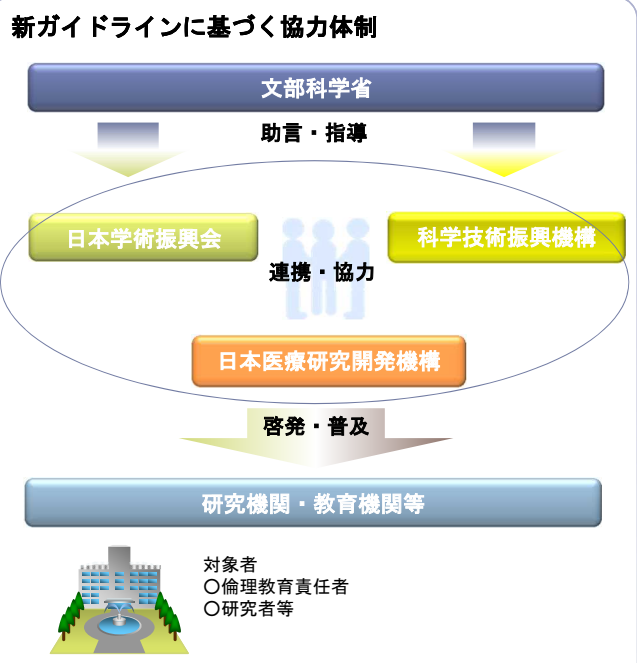 新ガイドラインに基づく協力体制
文部科学省
助言・指導
日本学術振興会
科学技術振興機構
連携・協力
日本医療研究開発機構
啓発・普及
研究機関・教育機関等
対象者
○倫理教育責任者
○研究者等